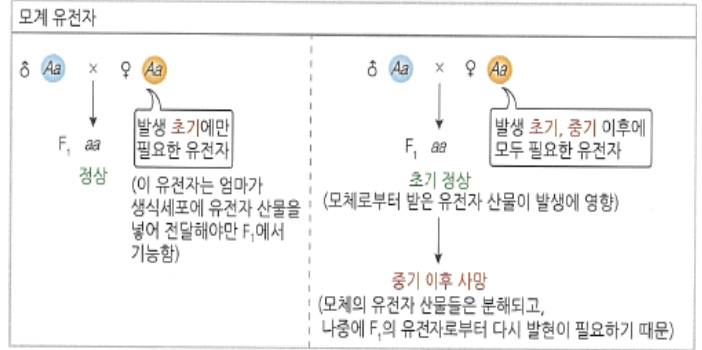 모계 유전자
♂ Aa × ♀ Aa
발생 초기에만
필요한 유전자
F₁ aa
정상
(이 유전자는 엄마가
생식세포에 유전자 산물을
넣어 전달해야만 F₁에서
기능함)
♂ Aa × ♀ Aa
발생 초기, 중기 이후에
모두 필요한 유전자
F₁ aa
초기 정상
(모체로부터 받은 유전자 산물이 발생에 영향)
중기 이후 사망
(모체의 유전자 산물들은 분해되고,
나중에 F₁의 유전자로부터 다시 발현이 필요하기 때문)